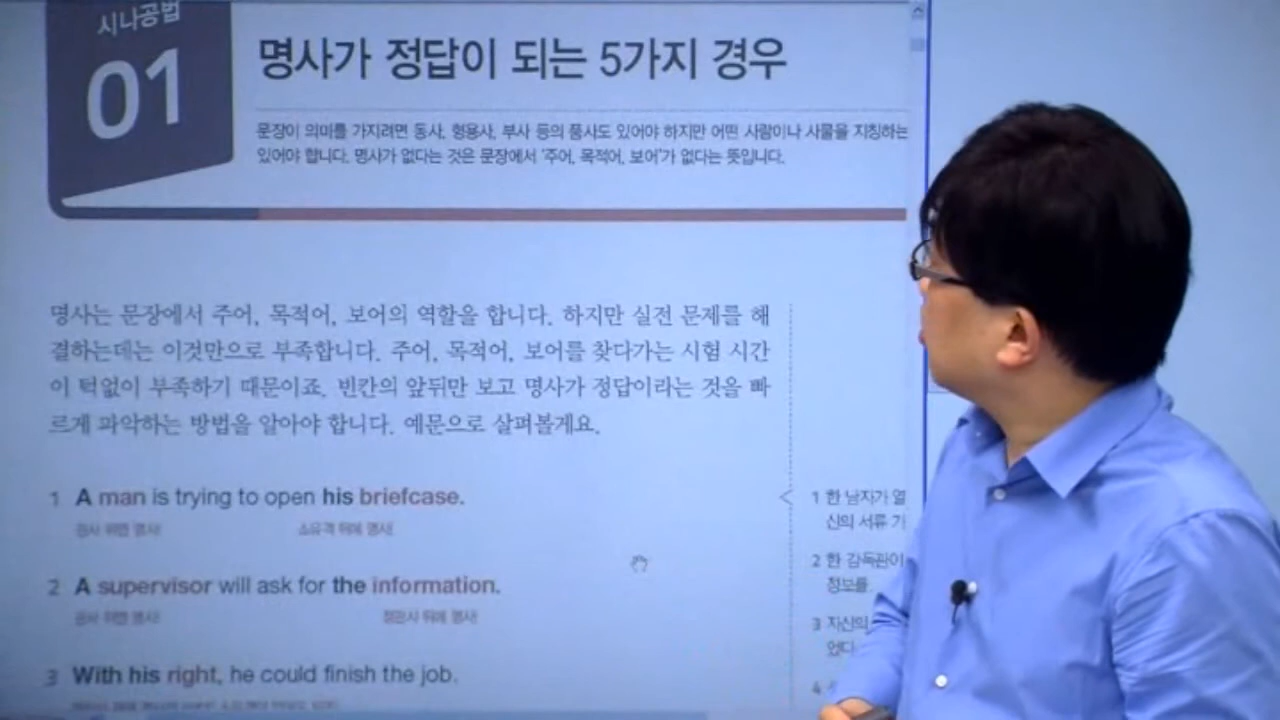 시나공법
01
명사가 정답이 되는 5가지 경우
문장이 의미를 가지려면 동사, 형용사, 부사 등의 품사도 있어야 하지만 어떤 사람이나 사물을 지칭하는
있어야 합니다. 명사가 없다는 것은 문장에서 '주어, 목적어, 보어'가 없다는 뜻입니다.
명사는 문장에서 주어, 목적어, 보어의 역할을 합니다. 하지만 실전 문제를 해
결하는데는 이것만으로 부족합니다. 주어, 목적어, 보어를 찾다가는 시험 시간
이 턱없이 부족하기 때문이죠. 빈칸의 앞뒤만 보고 명사가 정답이라는 것을 빠
르게 파악하는 방법을 알아야 합니다. 예문으로 살펴볼게요.
1 A man is trying to open his briefcase.
소유격 뒤에 명사!
2 A supervisor will ask for the information.
정관사 뒤에 명사!
3 With his right, he could finish the job.
1 한 남자가 열
신의 서류 가
2 한 감독관이
정보를
3 자신의
었다
4